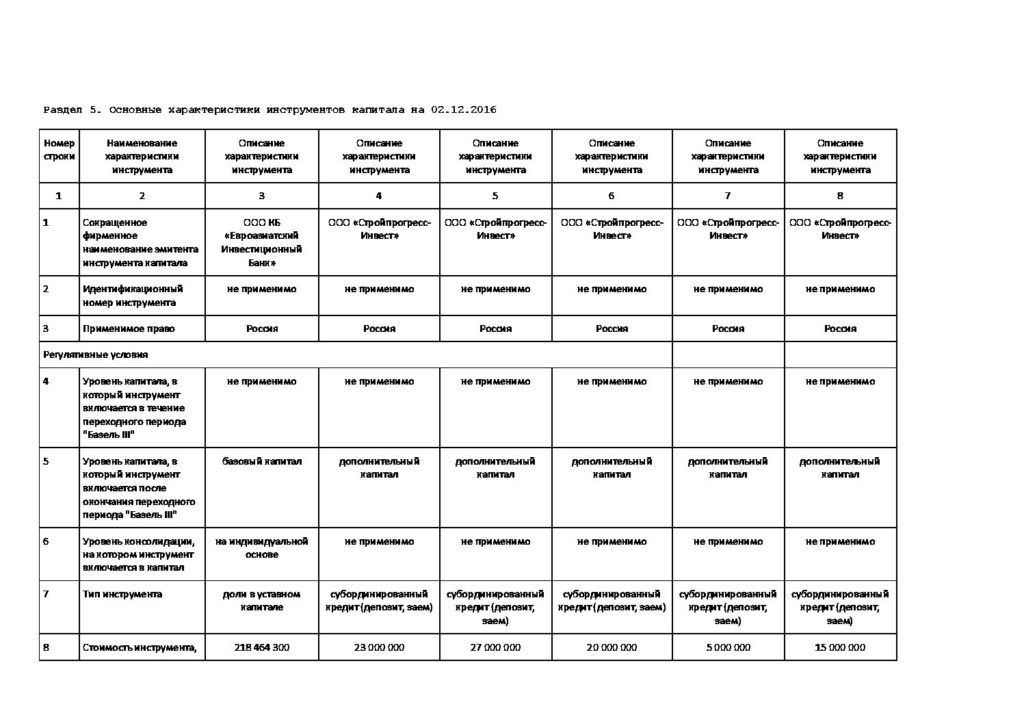 Раздел 5. Основные характеристики инструментов капитала на 02.12.2016
Номер Наименование Описание Описание Описание Описание Описание Описание
строки характеристики характеристики характеристики характеристики характеристики характеристики характеристики
инструмента инструмента инструмента инструмента инструмента инструмента инструмента
1 2 3 4 5 6 7 8
1 Сокращенное ООО КБ ООО «Стройпрогресс- ООО «Стройпрогресс- ООО «Стройпрогресс- ООО «Стройпрогресс- ООО «Стройпрогресс-
фирменное «Евроазиатский Инвест» Инвест» Инвест» Инвест» Инвест»
наименование эмитента Инвестиционный
инструмента капитала Банк»
2 Идентификационный не применимо не применимо не применимо не применимо не применимо не применимо
номер инструмента
3 Применимое право Россия Россия Россия Россия Россия Россия
Регулятивные условия
4 Уровень капитала, в не применимо не применимо не применимо не применимо не применимо не применимо
который инструмент
включается в течение
переходного периода
"Базель III"
5 Уровень капитала, в базовый капитал дополнительный дополнительный дополнительный дополнительный дополнительный
который инструмент капитал капитал капитал капитал капитал
включается после
окончания переходного
периода "Базель III"
6 Уровень консолидации, на индивидуальной не применимо не применимо не применимо не применимо не применимо
на котором инструмент основе
включается в капитал
7 Тип инструмента доли в уставном субординированный субординированный субординированный субординированный субординированный
капитале кредит (депозит, заем) кредит (депозит, кредит (депозит, заем) кредит (депозит, кредит (депозит,
заем) заем) заем)
8 Стоимость инструмента, 218 464 300 23 000 000 27 000 000 20 000 000 5 000 000 15 000 000